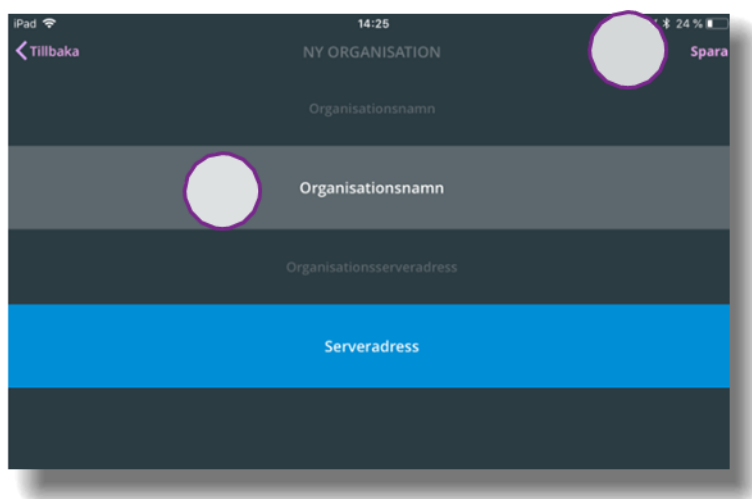 iPad 14:25 24 %
Tillbaka NY ORGANISATION Spara
Organisationsnamn
Organisationsnamn
Organisationsserveradress
Serveradress